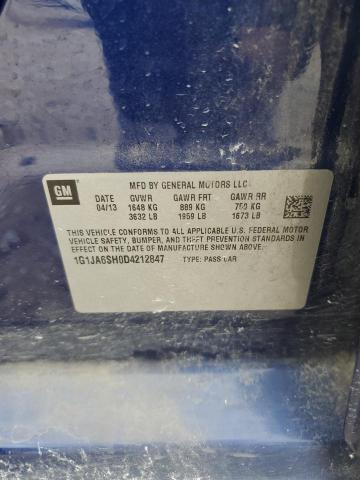 GM
MFD BY GENERAL MOTORS LLC
DATE GVWR GAWR FRT GAWR RR
04/13 1648 KG 889 KG 759 KG
3632 LB 1959 LB 1673 LB
THIS VEHICLE CONFORMS TO ALL APPLICABLE U.S. FEDERAL MOTOR
VEHICLE SAFETY, BUMPER, AND THEFT PREVENTION STANDARDS IN
EFFECT ON THE DATE OF MANUFACTURE SHOWN ABOVE.
1G1JA6SH0D4212847 TYPE: PASS CAR